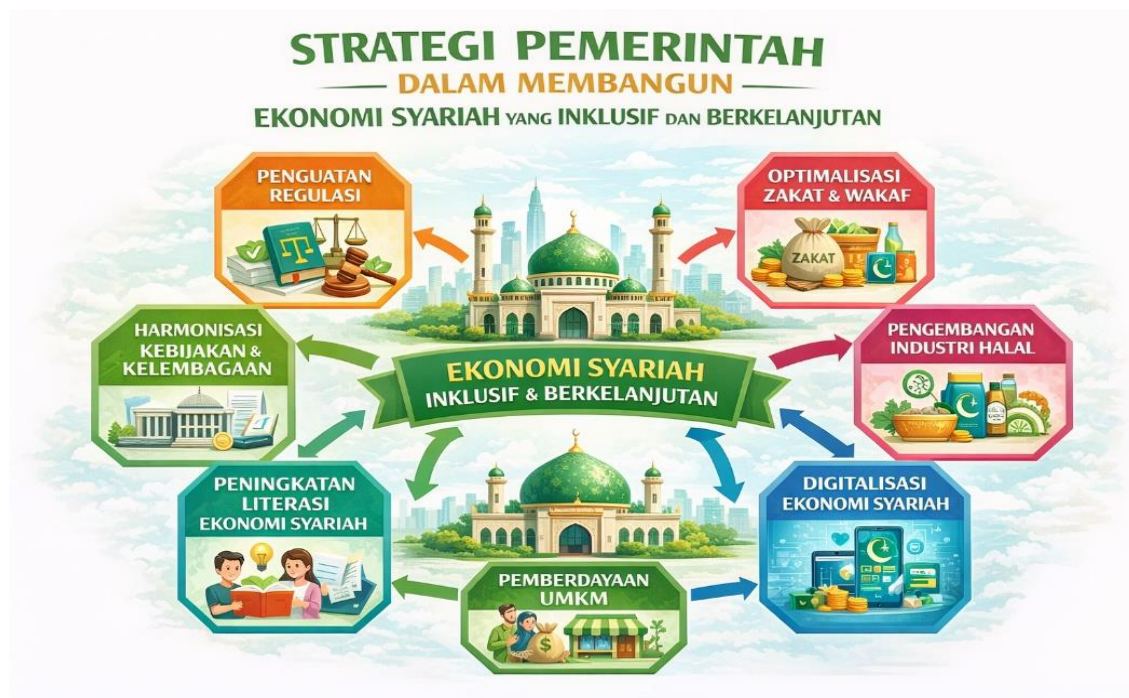 STRATEGI PEMERINTAH
DALAM MEMBANGUN
EKONOMI SYARIAH YANG INKLUSIF DAN BERKELANJUTAN
PENGUATAN
REGULASI
OPTIMALISASI
ZAKAT & WAKAF
ZAKAT
HARMONISASI
KEBIJAKAN &
KELEMBAGAAN
PENGEMBANGAN
INDUSTRI HALAL
EKONOMI SYARIAH
INKLUSIF & BERKELANJUTAN
PENINGKATAN
LITERASI
EKONOMI SYARIAH
DIGITALISASI
EKONOMI SYARIAH
PEMBERDAYAAN
UMKM
$